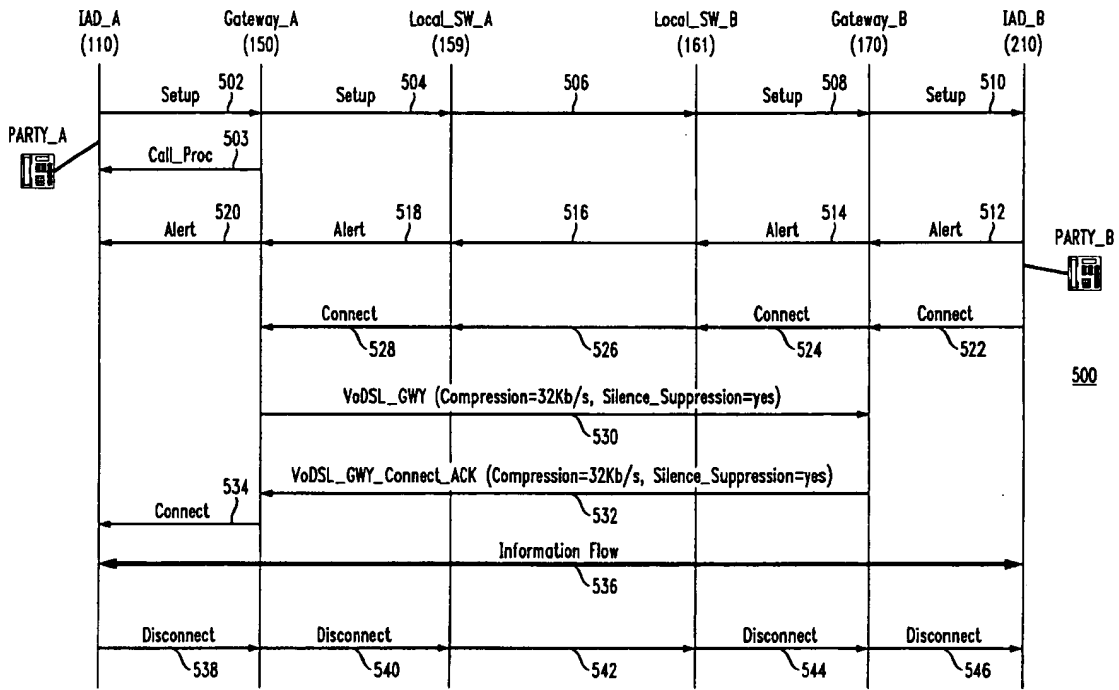 IAD_A Gateway_A Local_SW_A Local_SW_B Gateway_B IAD_B
(110) (150) (159) (161) (170) (210)
502 504 506 508 510
Setup Setup Setup Setup
PARTY_A
503
Call_Proc
520 518 516 514 512
Alert Alert Alert Alert
PARTY_B
Connect Connect Connect
528 526 524 522
500
VoDSL_GWY (Compression=32Kb/s, Silence_Suppression=yes)
530
VoDSL_GWY_Connect_ACK (Compression=32Kb/s, Silence_Suppression=yes)
532
534
Connect
Information Flow
536
Disconnect Disconnect Disconnect Disconnect
538 540 542 544 546